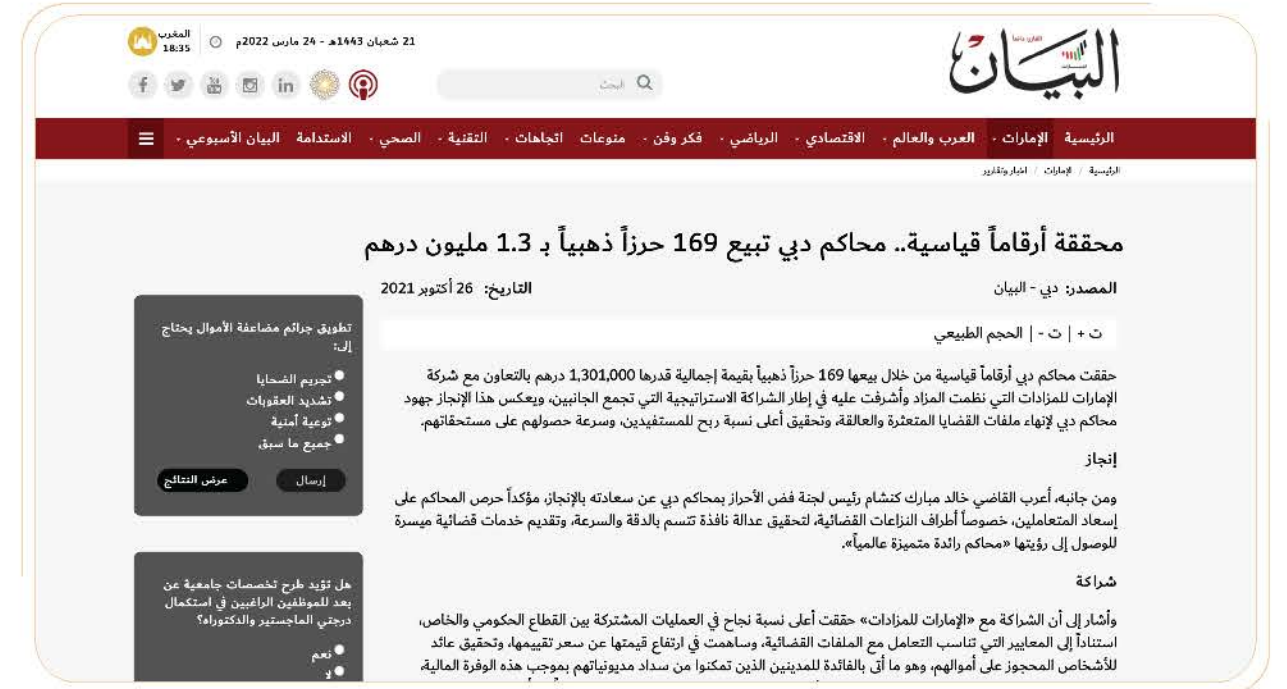 البيان
القارئ دائماً
21 شعبان 1443هـ - 24 مارس 2022م
المغرب
18:35
ابحث
f
in
الرئيسية الإمارات العرب والعالم الاقتصادي الرياضي فكر وفن منوعات اتجاهات التقنية الصحي الاستدامة البيان الأسبوعي
الرئيسية / الإمارات / اخبار وتقارير
محققة أرقاماً قياسية.. محاكم دبي تبيع 169 حرزاً ذهبياً بـ 1.3 مليون درهم
المصدر: دبي - البيان
التاريخ: 26 أكتوبر 2021
ت + | ت - | الحجم الطبيعي
حققت محاكم دبي أرقاماً قياسية من خلال بيعها 169 حرزاً ذهبياً بقيمة إجمالية قدرها 1,301,000 درهم بالتعاون مع شركة
الإمارات للمزادات التي نظمت المزاد وأشرفت عليه في إطار الشراكة الاستراتيجية التي تجمع الجانبين، ويعكس هذا الإنجاز جهود
محاكم دبي لإنهاء ملفات القضايا المتعثرة والعالقة، وتحقيق أعلى نسبة ربح للمستفيدين، وسرعة حصولهم على مستحقاتهم.
إنجاز
ومن جانبه، أعرب القاضي خالد مبارك كنشام رئيس لجنة فض الأحراز بمحاكم دبي عن سعادته بالإنجاز، مؤكداً حرص المحاكم على
إسعاد المتعاملين، خصوصاً أطراف النزاعات القضائية، لتحقيق عدالة نافذة تتسم بالدقة والسرعة، وتقديم خدمات قضائية ميسرة
للوصول إلى رؤيتها «محاكم رائدة متميزة عالمياً».
شراكة
وأشار إلى أن الشراكة مع «الإمارات للمزادات» حققت أعلى نسبة نجاح في العمليات المشتركة بين القطاع الحكومي والخاص،
استناداً إلى المعايير التي تناسب التعامل مع الملفات القضائية، وساهمت في ارتفاع قيمتها عن سعر تقييمها، وتحقيق عائد
للأشخاص المحجوز على أموالهم، وهو ما أتى بالفائدة للمدينين الذين تمكنوا من سداد مديونياتهم بموجب هذه الوفرة المالية،
تطويق جرائم مضاعفة الأموال يحتاج
إلى:
تجريم الضحايا
تشديد العقوبات
توعية أمنية
جميع ما سبق
إرسال
عرض النتائج
هل تؤيد طرح تخصصات جامعية عن
بعد للموظفين الراغبين في استكمال
درجتي الماجستير والدكتوراه؟
نعم
لا